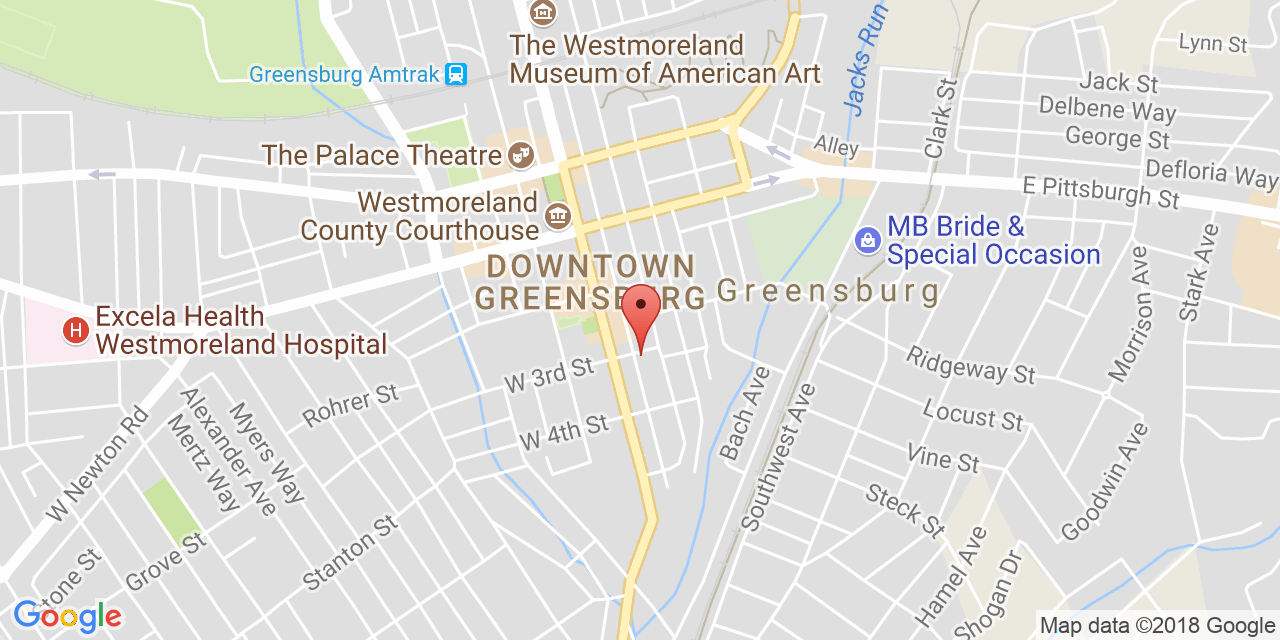 The Westmoreland
Museum of American Art
Greensburg Amtrak
Jacks Run
Clark St
Lynn St
Jack St
Delbene Way
George St
Alley
Defloria Way
The Palace Theatre
E Pittsburgh St
Westmoreland
County Courthouse
MB Bride &
Special Occasion
DOWNTOWN
GREENSBURG
Greensburg
Stark Ave
Morrison Ave
H
Excela Health
Westmoreland Hospital
W 3rd St
Ridgeway St
Rohrer St
Bach Ave
Southwest Ave
Locust St
W 4th St
Myers Way
Alexander Ave
Mertz Way
W Newton Rd
Vine St
Goodwin Ave
Steck St
Stanton St
Grove St
Stone St
Hamel Ave
Shogan Dr
Google
Map data ©2018 Google